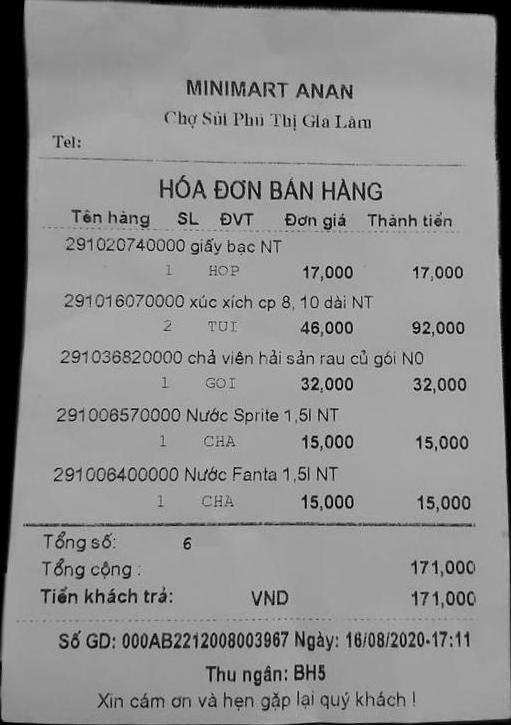 MINIMART ANAN
Chợ Sủi Phú Thị Gia Lâm
Tel:
HÓA ĐƠN BÁN HÀNG
Tên hàng SL ĐVT Đơn giá Thành tiền
291020740000 giấy bạc NT
1 HOP 17,000 17,000
291016070000 xúc xích cp 8, 10 dài NT
2 TUI 46,000 92,000
291036820000 chả viên hải sản rau củ gói N0
1 GOI 32,000 32,000
291006570000 Nước Sprite 1,5l NT
1 CHA 15,000 15,000
291006400000 Nước Fanta 1,5l NT
1 CHA 15,000 15,000
Tổng số: 6
Tổng cộng : 171,000
Tiền khách trả: VND 171,000
Số GD: 000AB2212008003967 Ngày: 16/08/2020-17:11
Thu ngân: BH5
Xin cám ơn và hẹn gặp lại quý khách !